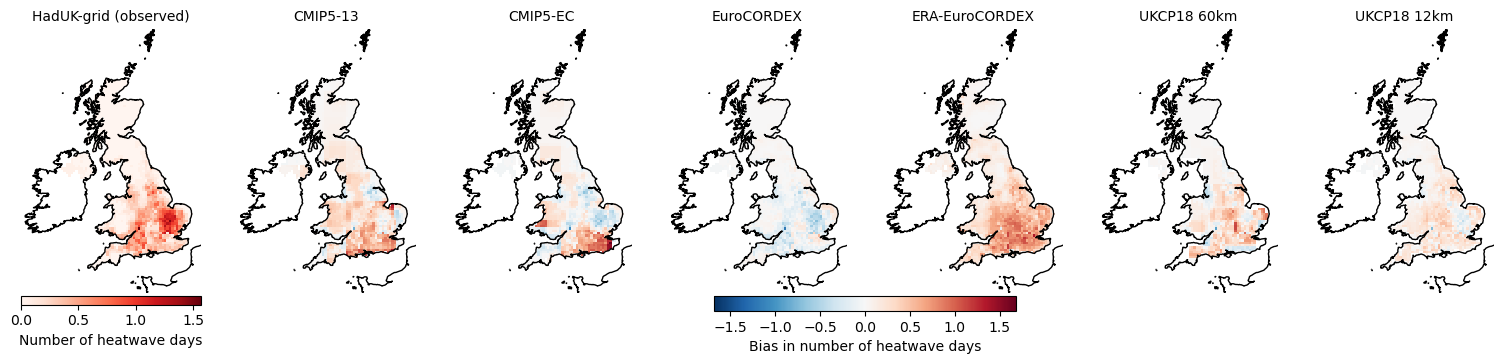 HadUK-grid (observed)
CMIP5-13
CMIP5-EC
EuroCORDEX
ERA-EuroCORDEX
UKCP18 60km
UKCP18 12km
0.0 0.5 1.0 1.5
Number of heatwave days
−1.5 −1.0 −0.5 0.0 0.5 1.0 1.5
Bias in number of heatwave days